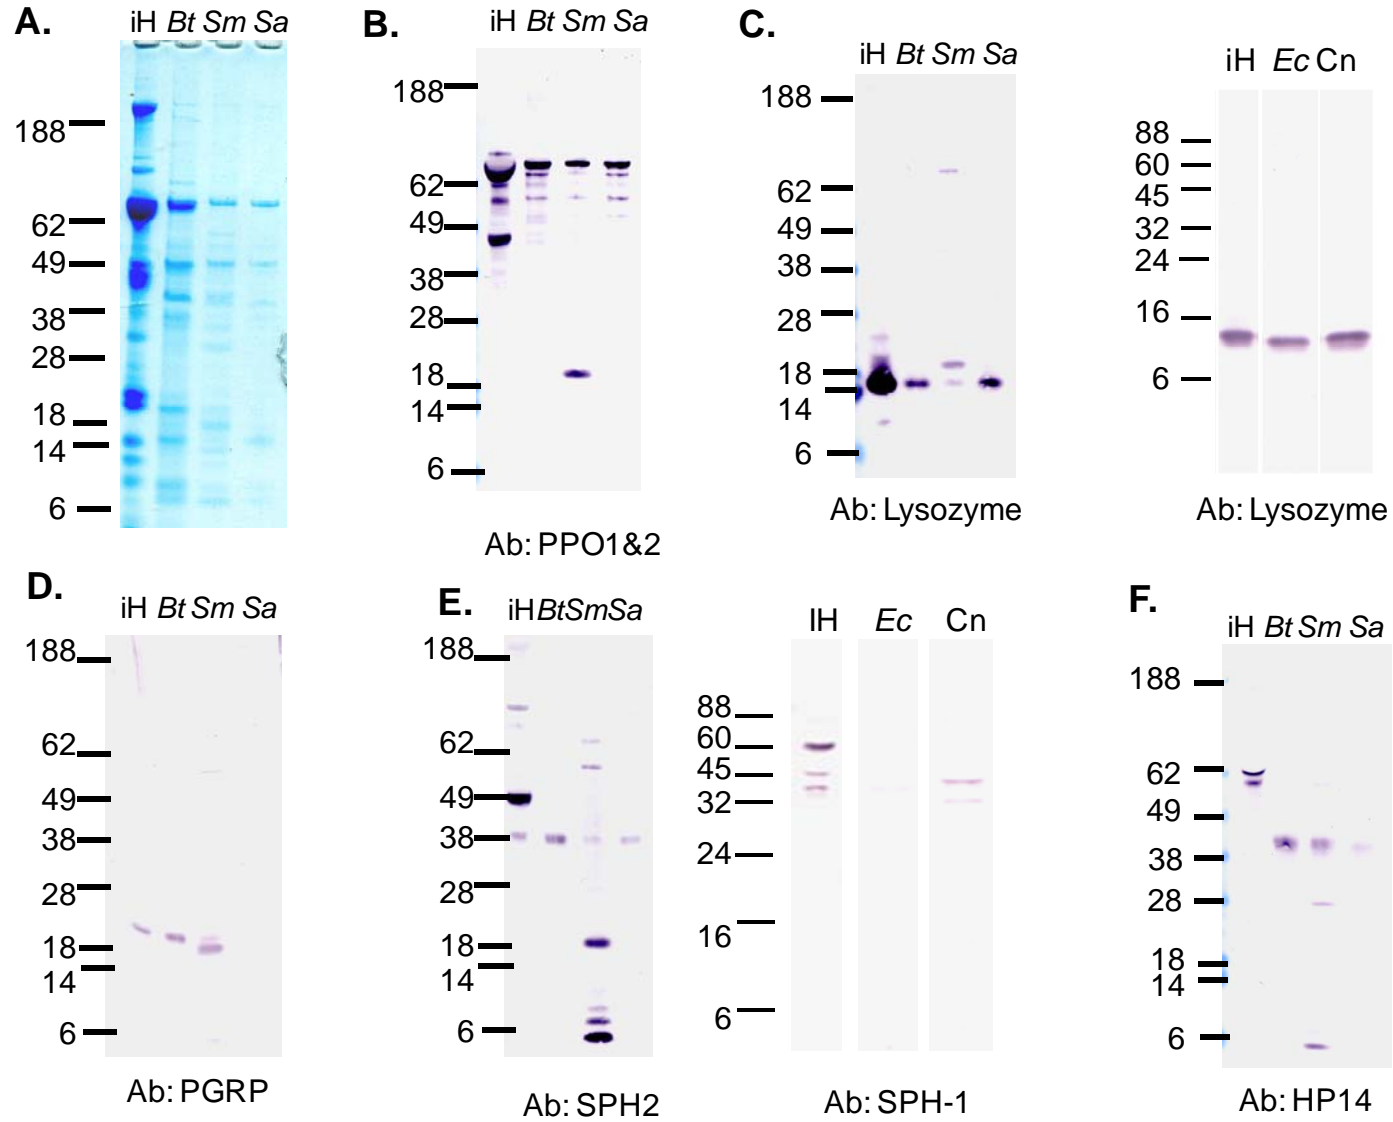 A.
iH Bt Sm Sa
188
62
49
38
28
18
14
6
B.
iH Bt Sm Sa
188
62
49
38
28
18
14
6
Ab: PPO1&2
C.
iH Bt Sm Sa
188
62
49
38
28
18
14
6
Ab: Lysozyme
iH Ec Cn
88
60
45
32
24
16
6
Ab: Lysozyme
D.
iH Bt Sm Sa
188
62
49
38
28
18
14
6
Ab: PGRP
E.
iH BtSmSa
188
62
49
38
28
18
14
6
Ab: SPH2
IH Ec Cn
88
60
45
32
24
16
6
Ab: SPH-1
F.
iH Bt Sm Sa
188
62
49
38
28
18
14
6
Ab: HP14